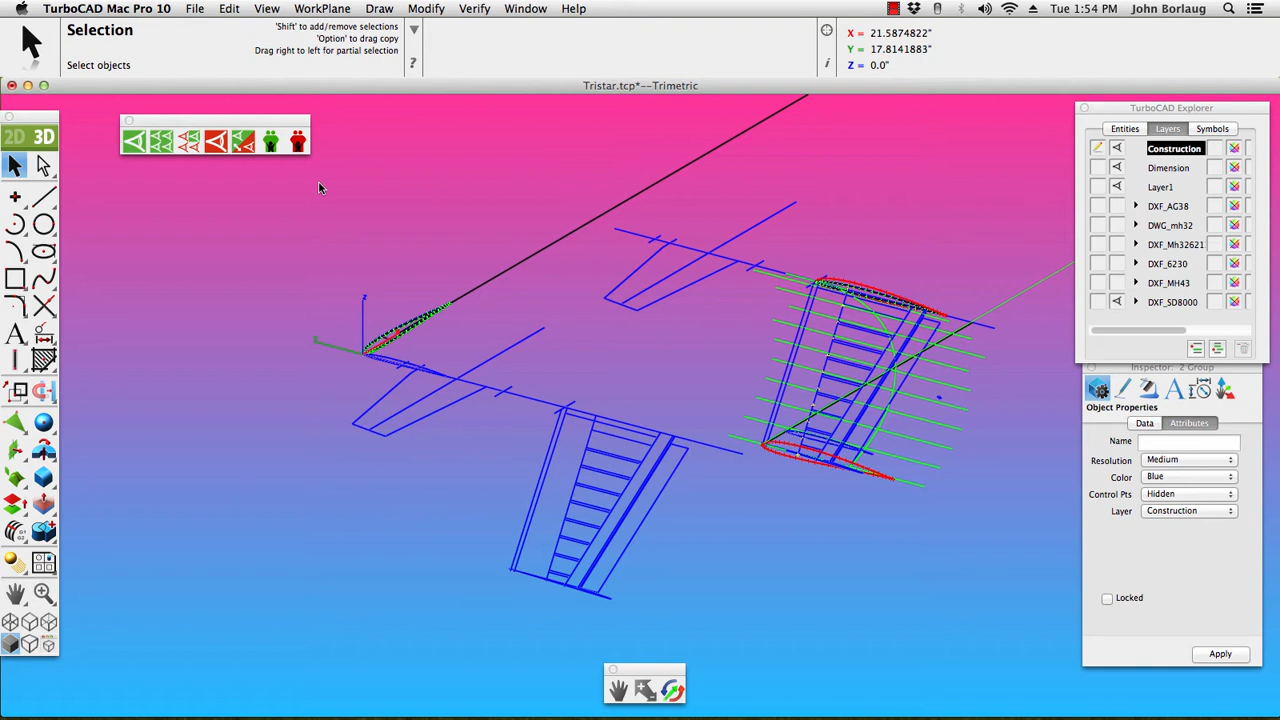 TurboCAD Mac Pro 10 File Edit View WorkPlane Draw Modify Verify Window Help Tue 1:54 PM John Borlaug
Selection
'Shift' to add/remove selections
'Option' to drag copy
Drag right to left for partial selection
Select objects
?
i
X = 21.5874822"
Y = 17.8141883"
Z = 0.0"
Tristar.tcp*--Trimetric
2D 3D
TurboCAD Explorer
Entities Layers Symbols
Construction
Dimension
Layer1
DXF_AG38
DWG_mh32
DXF_Mh32621
DXF_6230
DXF_MH43
DXF_SD8000
Inspector: 2 Group
Object Properties
Data Attributes
Name
Resolution Medium
Color Blue
Control Pts Hidden
Layer Construction
Locked
Apply
z